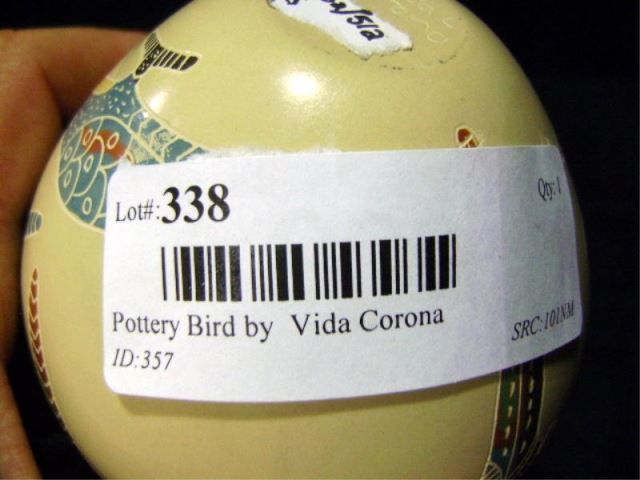 Lot#:338
Qty: 1
Pottery Bird by Vida Corona
SRC:101NM
ID:357